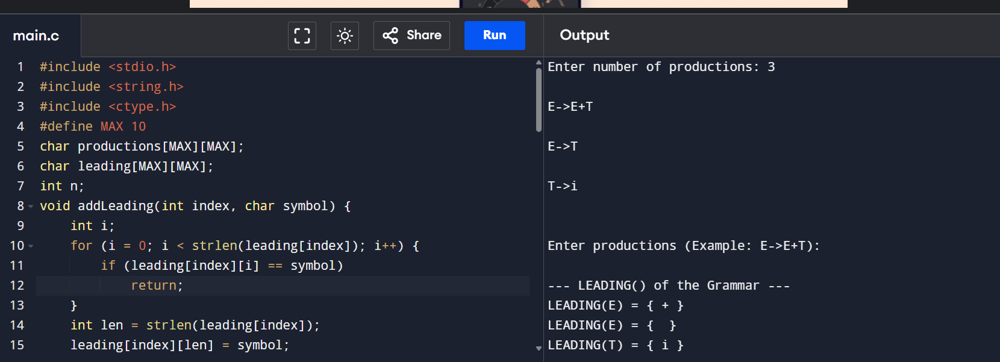 main.c
Share
Run
Output
1 #include <stdio.h>
2 #include <string.h>
3 #include <ctype.h>
4 #define MAX 10
5 char productions[MAX][MAX];
6 char leading[MAX][MAX];
7 int n;
8 void addLeading(int index, char symbol) {
9     int i;
10     for (i = 0; i < strlen(leading[index]); i++) {
11         if (leading[index][i] == symbol)
12             return;
13     }
14     int len = strlen(leading[index]);
15     leading[index][len] = symbol;
Enter number of productions: 3
E->E+T
E->T
T->i
Enter productions (Example: E->E+T):
--- LEADING() of the Grammar ---
LEADING(E) = { + }
LEADING(E) = {  }
LEADING(T) = { i }